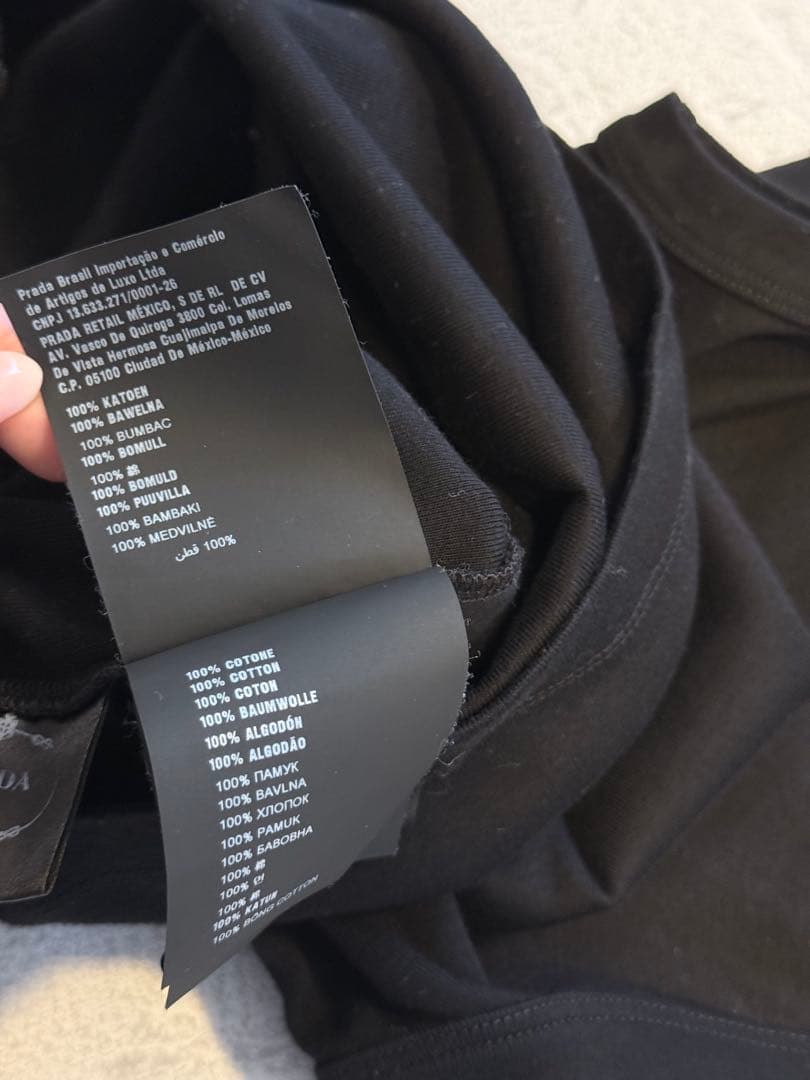 Prada Brasil Importação e Comércio
de Artigos de Luxo Ltda
CNPJ 13.633.271/0001-26
PRADA RETAIL MÉXICO, S DE RL DE CV
AV. Vasco De Quiroga 3800 Col. Lomas
De Vista Hermosa Cuajimalpa De Morelos
C.P. 05100 Ciudad De México-México
100% KATOEN
100% BAWEŁNA
100% BUMBAC
100% BOMULL
100% 綿
100% BOMULD
100% PUUVILLA
100% BAMBAKI
100% MEDVILNĖ
100% قطن
100% COTONE
100% COTTON
100% COTON
100% BAUMWOLLE
100% ALGODÓN
100% ALGODÃO
100% ПАМУК
100% BAVLNA
100% ХЛОПОК
100% PAMUK
100% БАВОВНА
100% 棉
100% 면
100% 棉
100% KATUN
100% BÔNG COTTON
DA